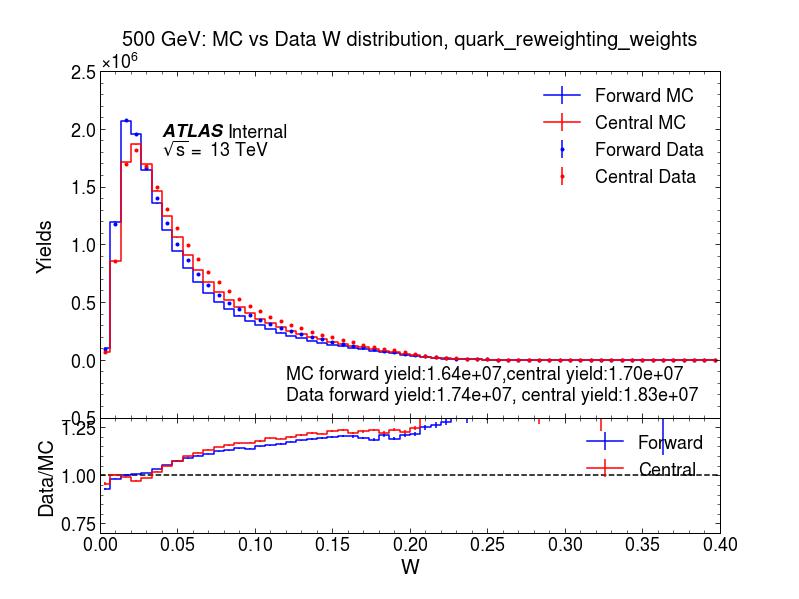 500 GeV: MC vs Data W distribution, quark_reweighting_weights
×10⁶
2.5
2.0
1.5
1.0
0.5
0.0
0.5
Yields
ATLAS Internal
√s = 13 TeV
Forward MC
Central MC
Forward Data
Central Data
MC forward yield:1.64e+07,central yield:1.70e+07
Data forward yield:1.74e+07, central yield:1.83e+07
1.25
1.00
0.75
Data/MC
Forward
Central
0.00 0.05 0.10 0.15 0.20 0.25 0.30 0.35 0.40
W